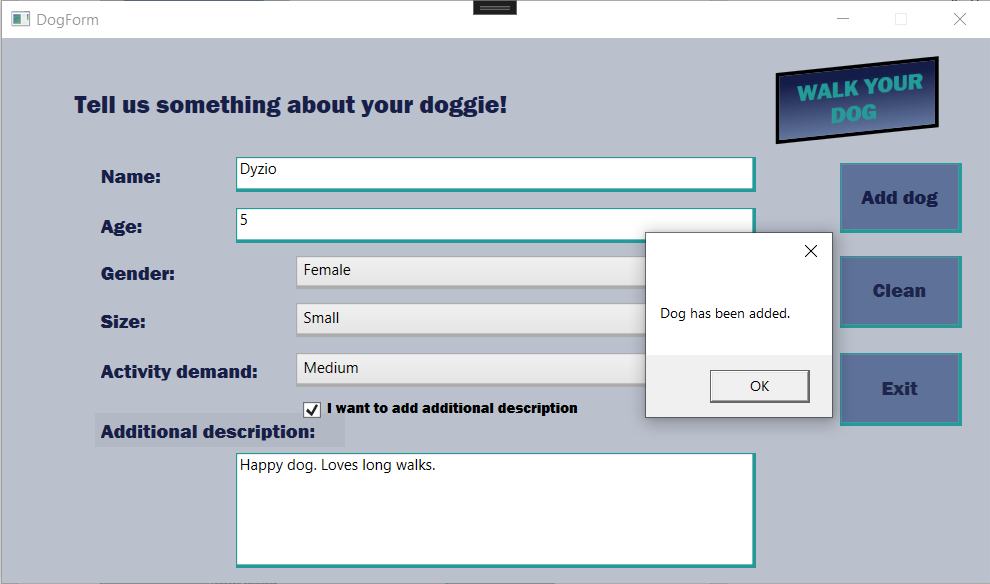 DogForm
WALK YOUR
DOG
Tell us something about your doggie!
Name:
Dyzio
Add dog
Age:
5
Gender:
Female
Clean
Size:
Small
Dog has been added.
Activity demand:
Medium
OK
Exit
I want to add additional description
Additional description:
Happy dog. Loves long walks.